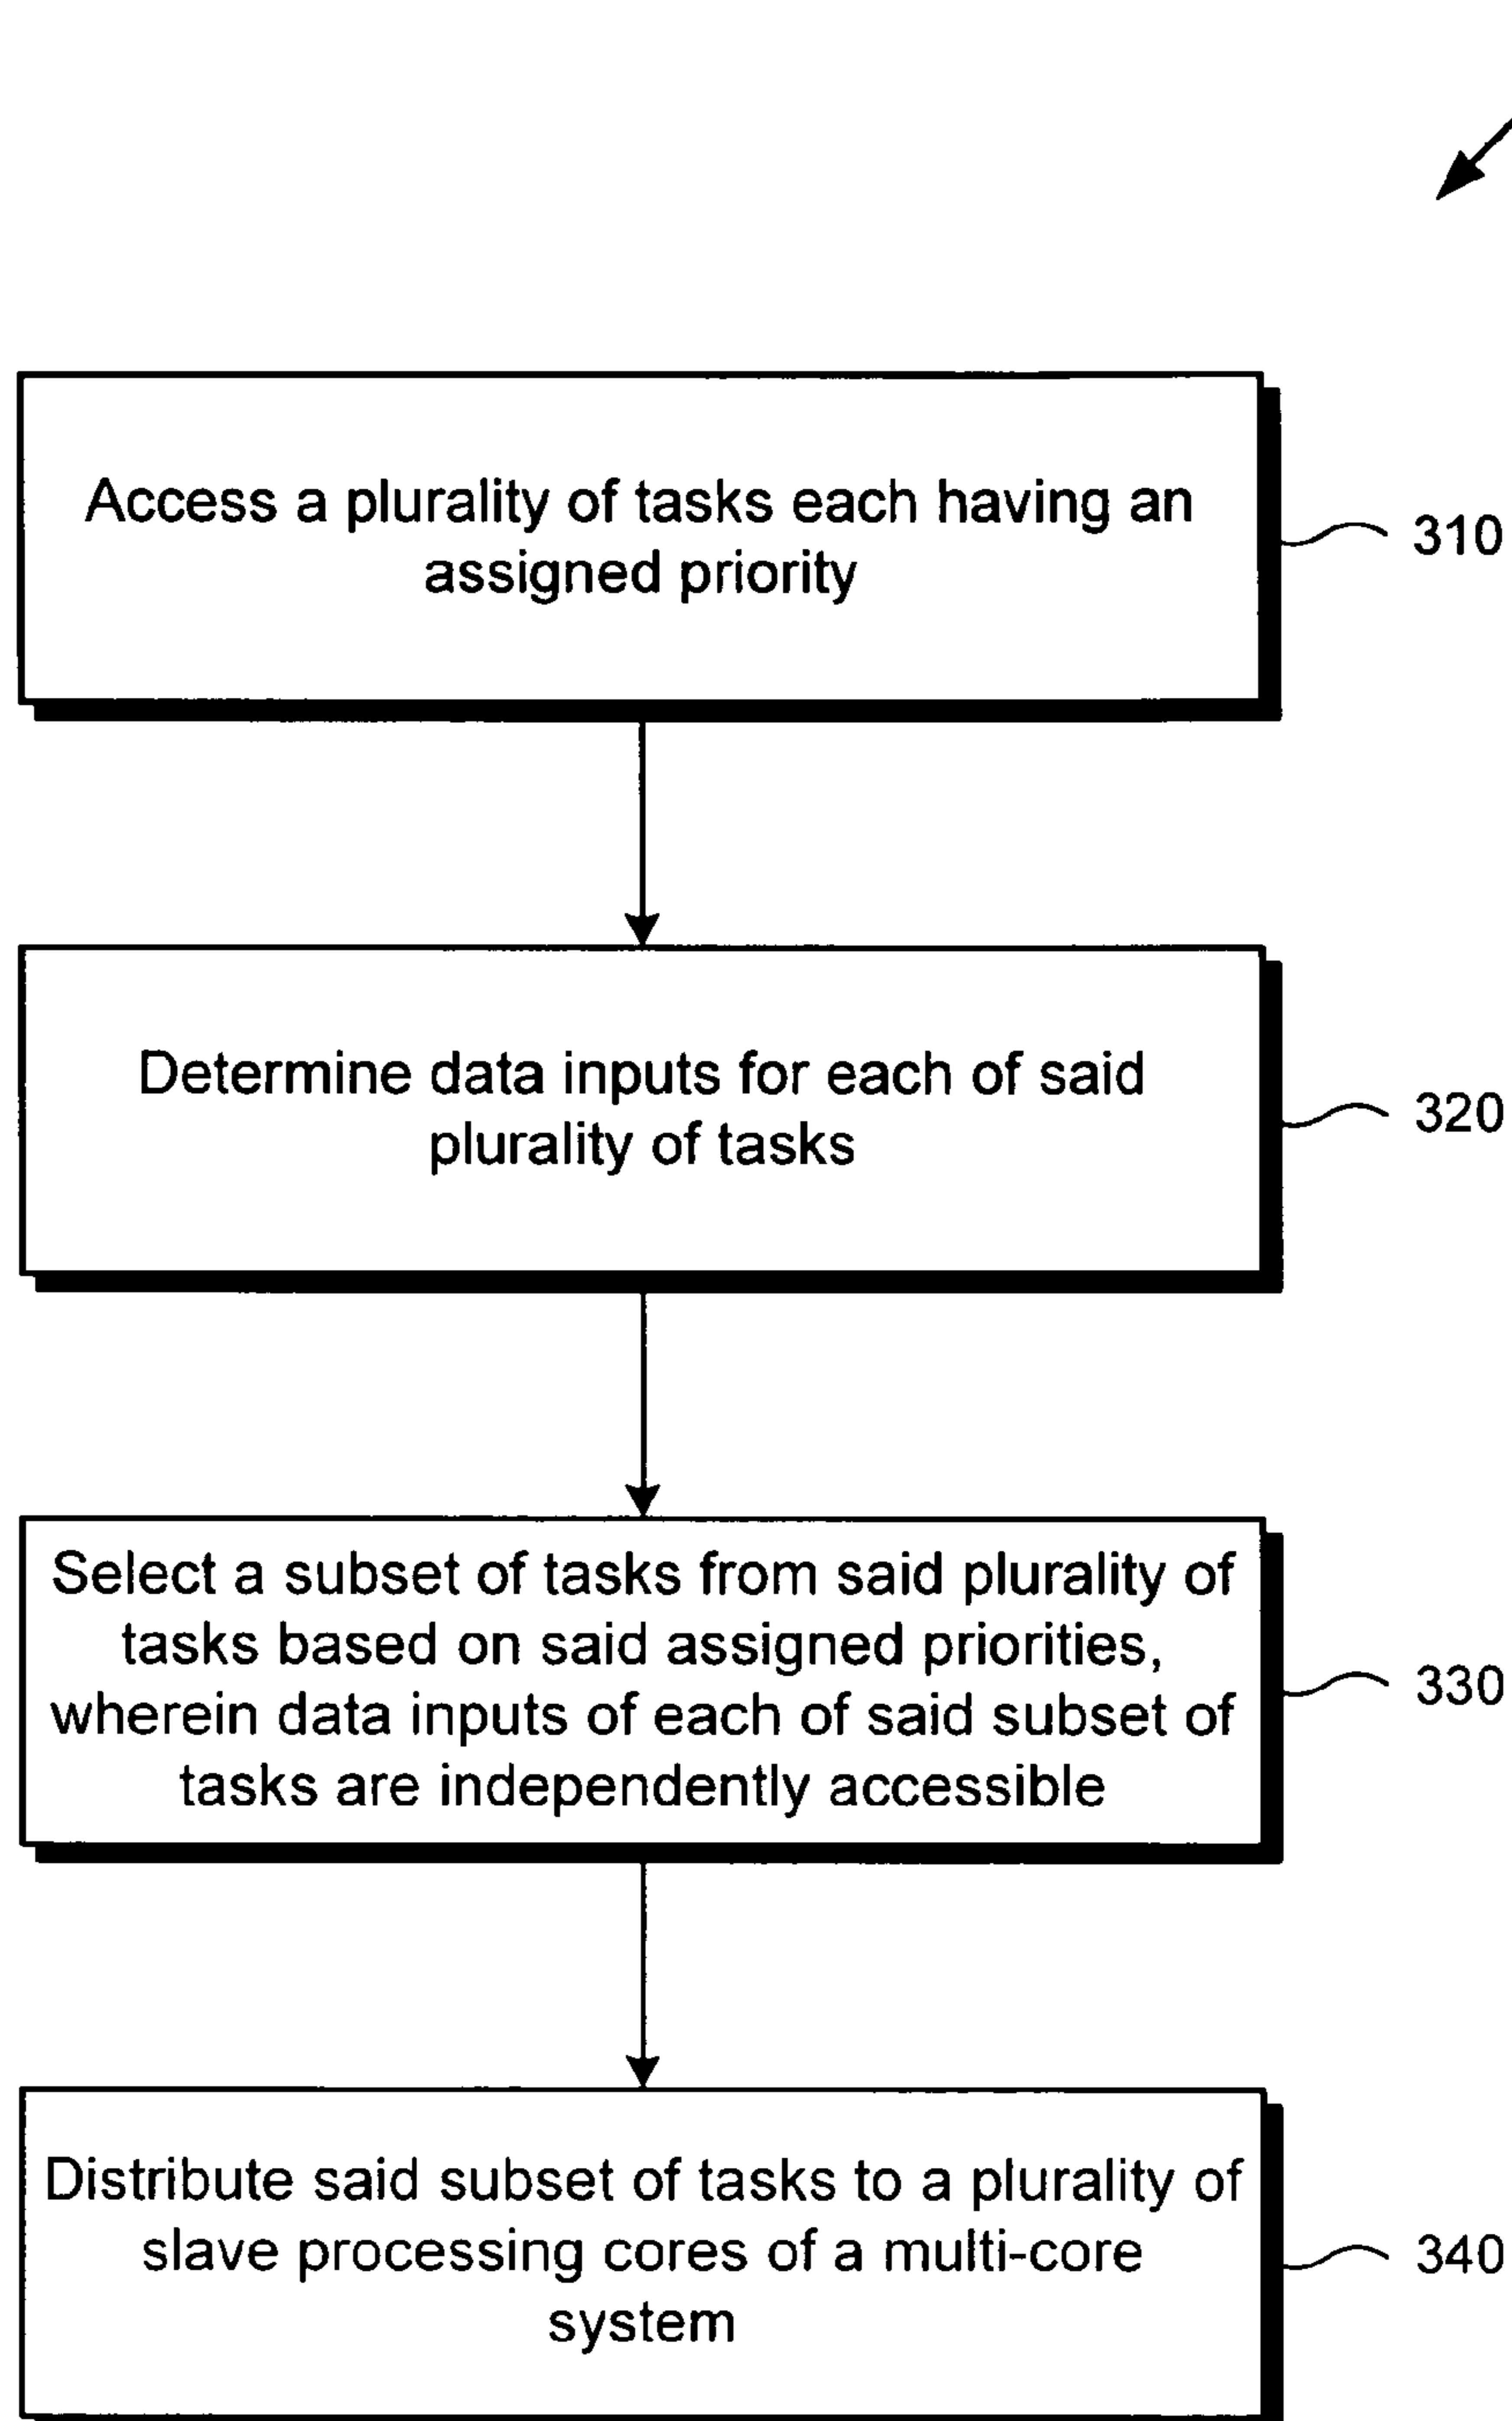 Access a plurality of tasks each having an
assigned priority
310
Determine data inputs for each of said
plurality of tasks
320
Select a subset of tasks from said plurality of
tasks based on said assigned priorities,
wherein data inputs of each of said subset of
tasks are independently accessible
330
Distribute said subset of tasks to a plurality of
slave processing cores of a multi-core
system
340